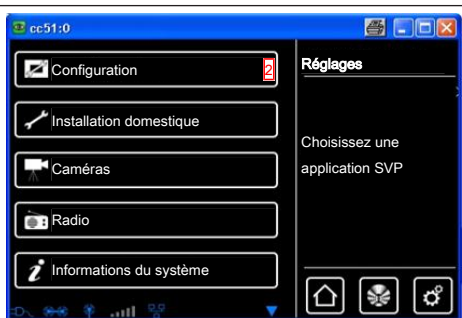 cc51:0
Configuration 2
Réglages
Installation domestique
Choisissez une
application SVP
Caméras
Radio
Informations du système